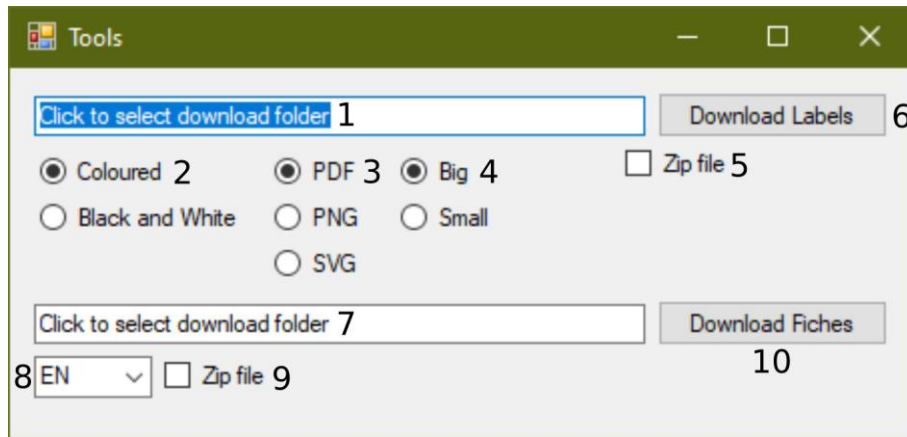 Tools
Click to select download folder 1 Download Labels 6
Coloured 2 PDF 3 Big 4 Zip file 5
Black and White PNG Small
SVG
Click to select download folder 7 Download Fiches
10
8 EN Zip file 9